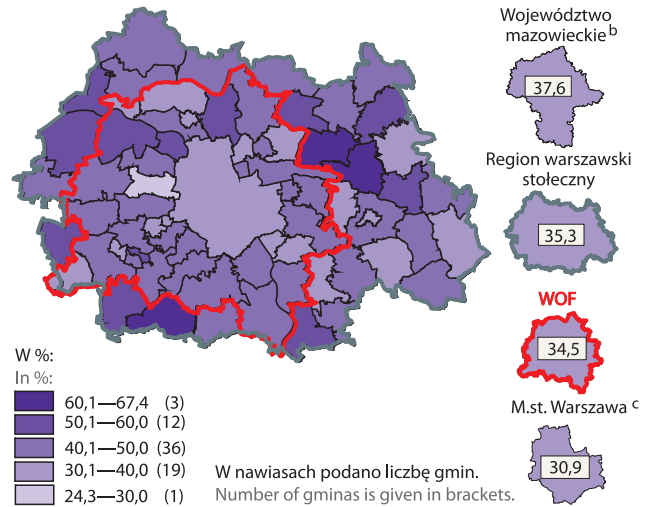 Województwo
mazowieckie b
37,6
Region warszawski
stołeczny
35,3
WOF
34,5
M.st. Warszawa c
30,9
W %:
In %:
60,1—67,4 (3)
50,1—60,0 (12)
40,1—50,0 (36)
30,1—40,0 (19)
24,3—30,0 (1)
W nawiasach podano liczbę gmin.
Number of gminas is given in brackets.